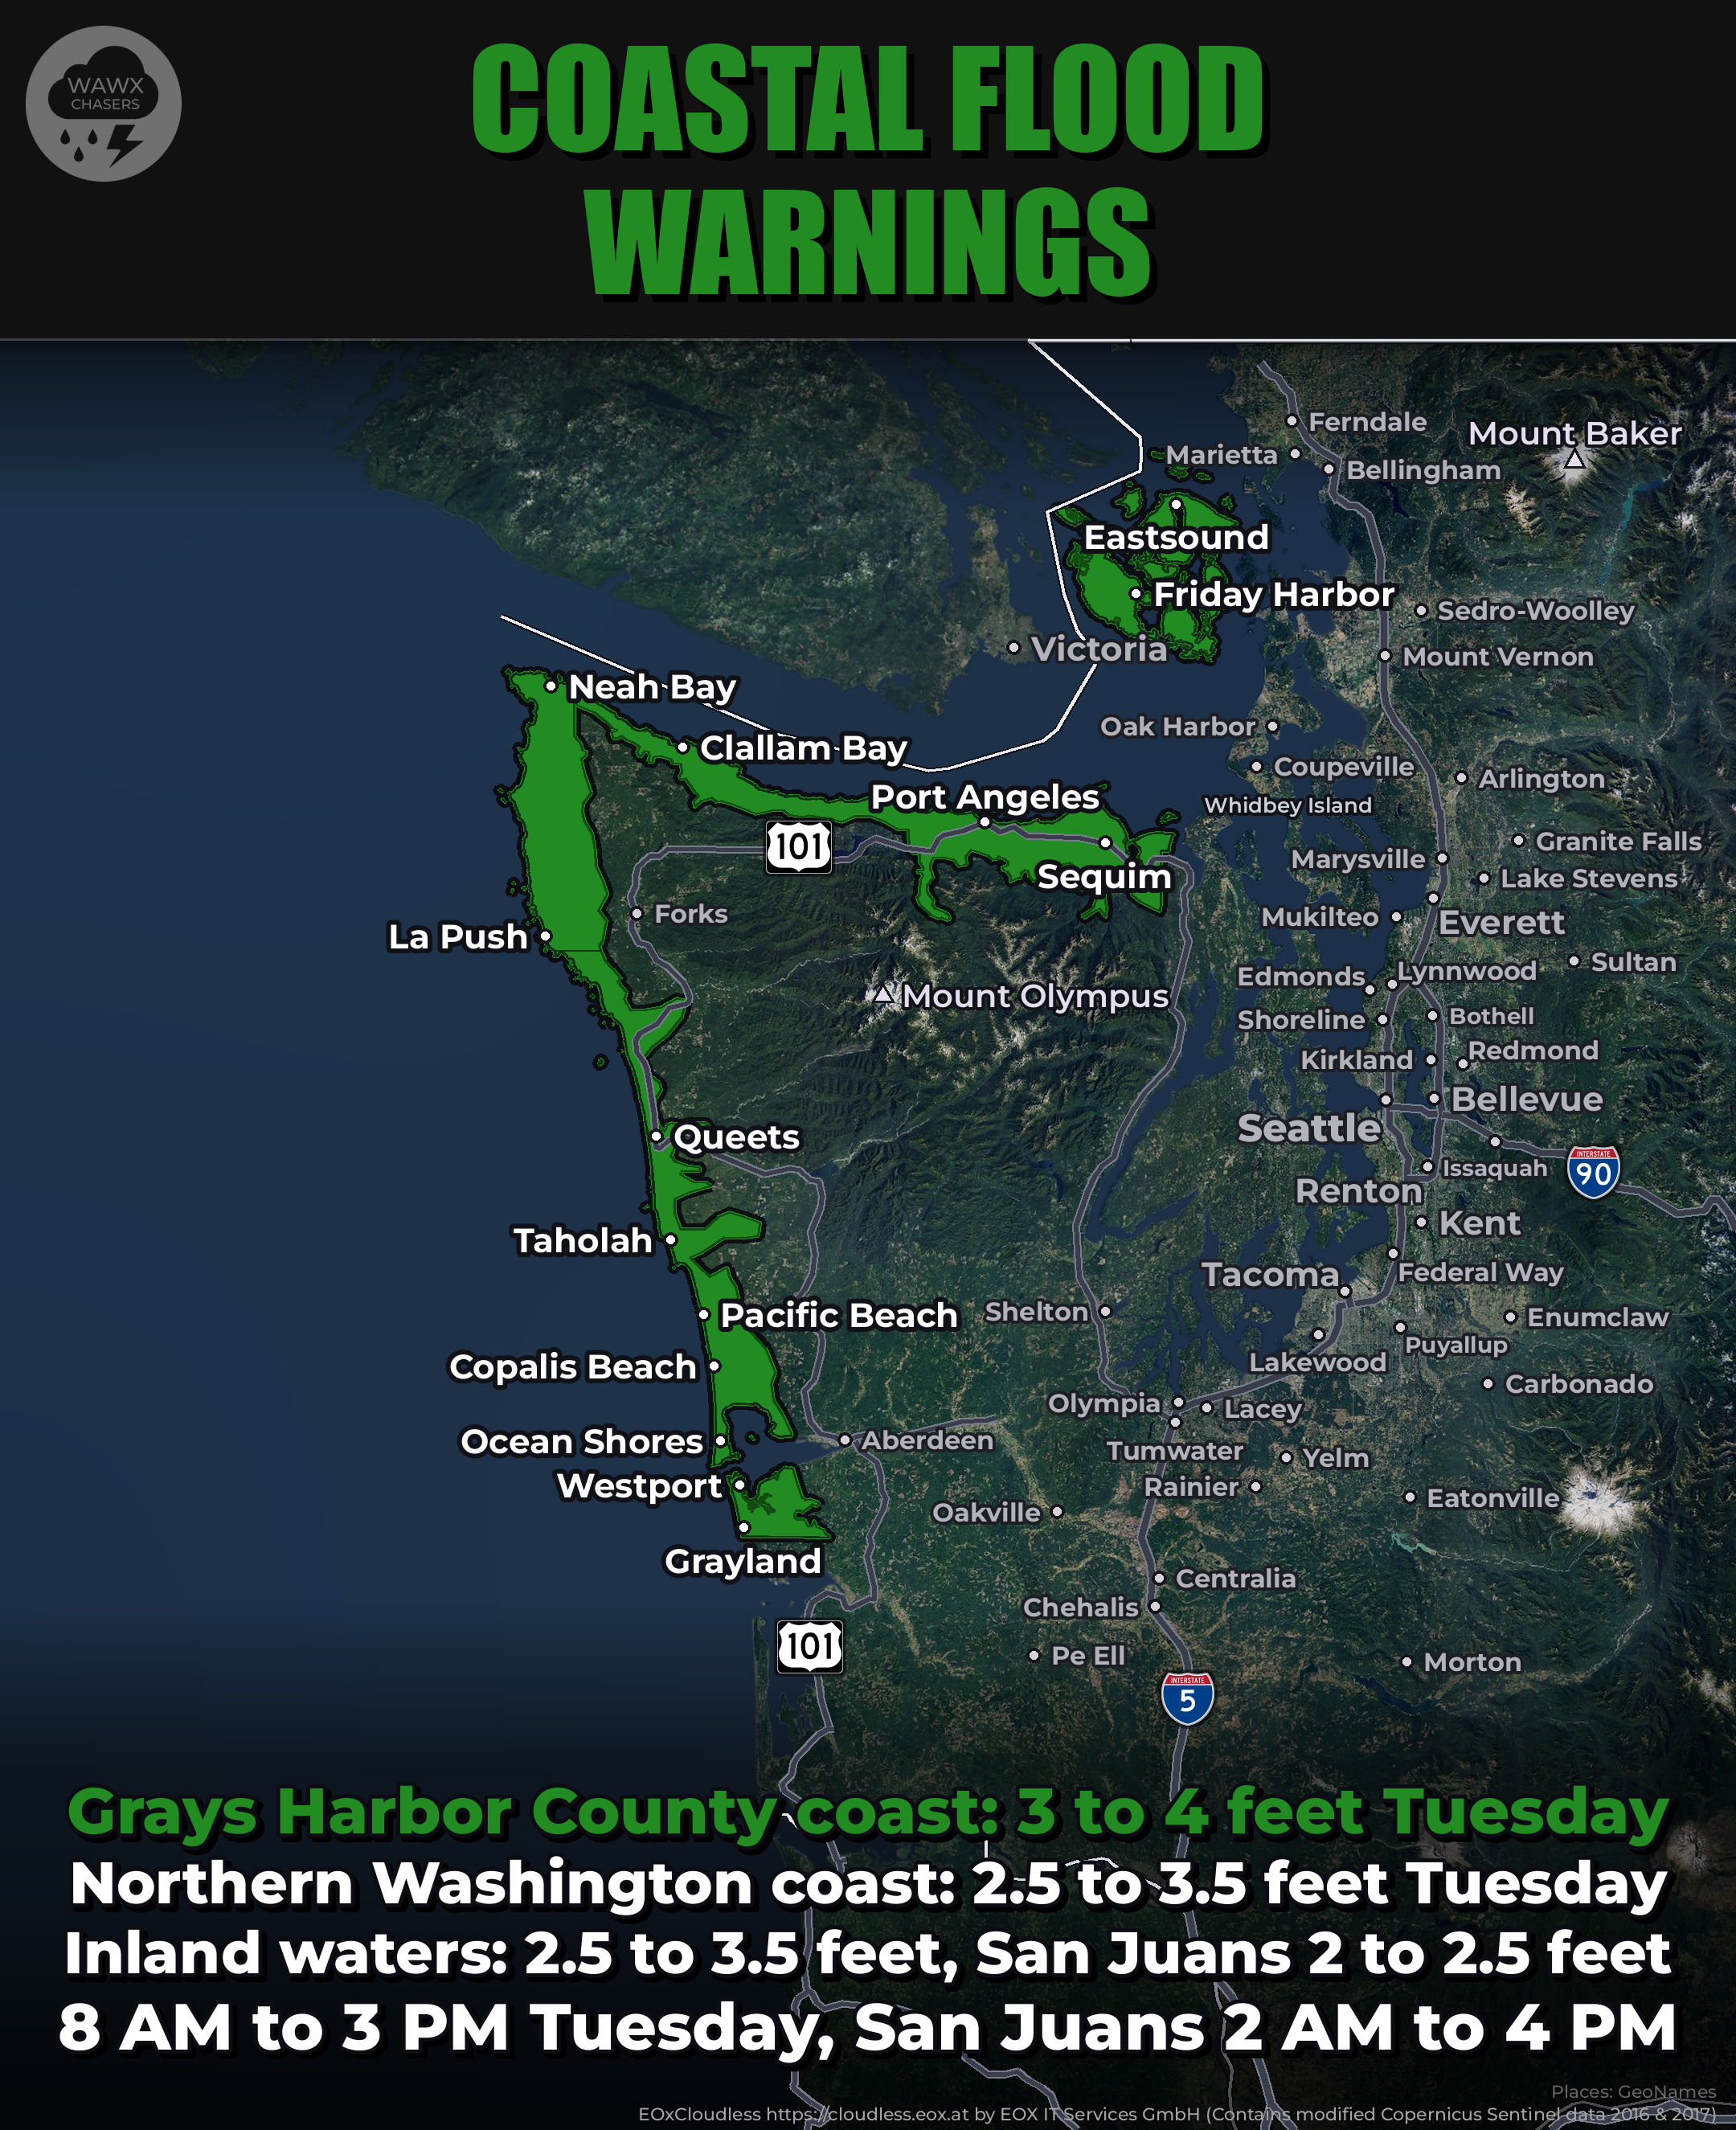 WAWX
CHASERS
COASTAL FLOOD
WARNINGS
Ferndale
Mount Baker
Marietta
Bellingham
Eastsound
Friday Harbor
Sedro-Woolley
Victoria
Mount Vernon
Neah Bay
Oak Harbor
Clallam Bay
Coupeville
Arlington
Port Angeles
Whidbey Island
101
Granite Falls
Marysville
Sequim
Lake Stevens
Forks
Mukilteo
Everett
La Push
Sultan
Edmonds
Lynnwood
Mount Olympus
Shoreline
Bothell
Kirkland
Redmond
Bellevue
Seattle
Queets
Issaquah
INTERSTATE
90
Renton
Kent
Taholah
Tacoma
Federal Way
Pacific Beach
Shelton
Enumclaw
Puyallup
Copalis Beach
Lakewood
Carbonado
Olympia
Lacey
Ocean Shores
Aberdeen
Tumwater
Yelm
Westport
Rainier
Eatonville
Oakville
Grayland
Centralia
Chehalis
101
Pe Ell
Morton
INTERSTATE
5
Grays Harbor County coast: 3 to 4 feet Tuesday
Northern Washington coast: 2.5 to 3.5 feet Tuesday
Inland waters: 2.5 to 3.5 feet, San Juans 2 to 2.5 feet
8 AM to 3 PM Tuesday, San Juans 2 AM to 4 PM
Places: GeoNames
EOxCloudless https://cloudless.eox.at by EOX IT Services GmbH (Contains modified Copernicus Sentinel data 2016 & 2017)